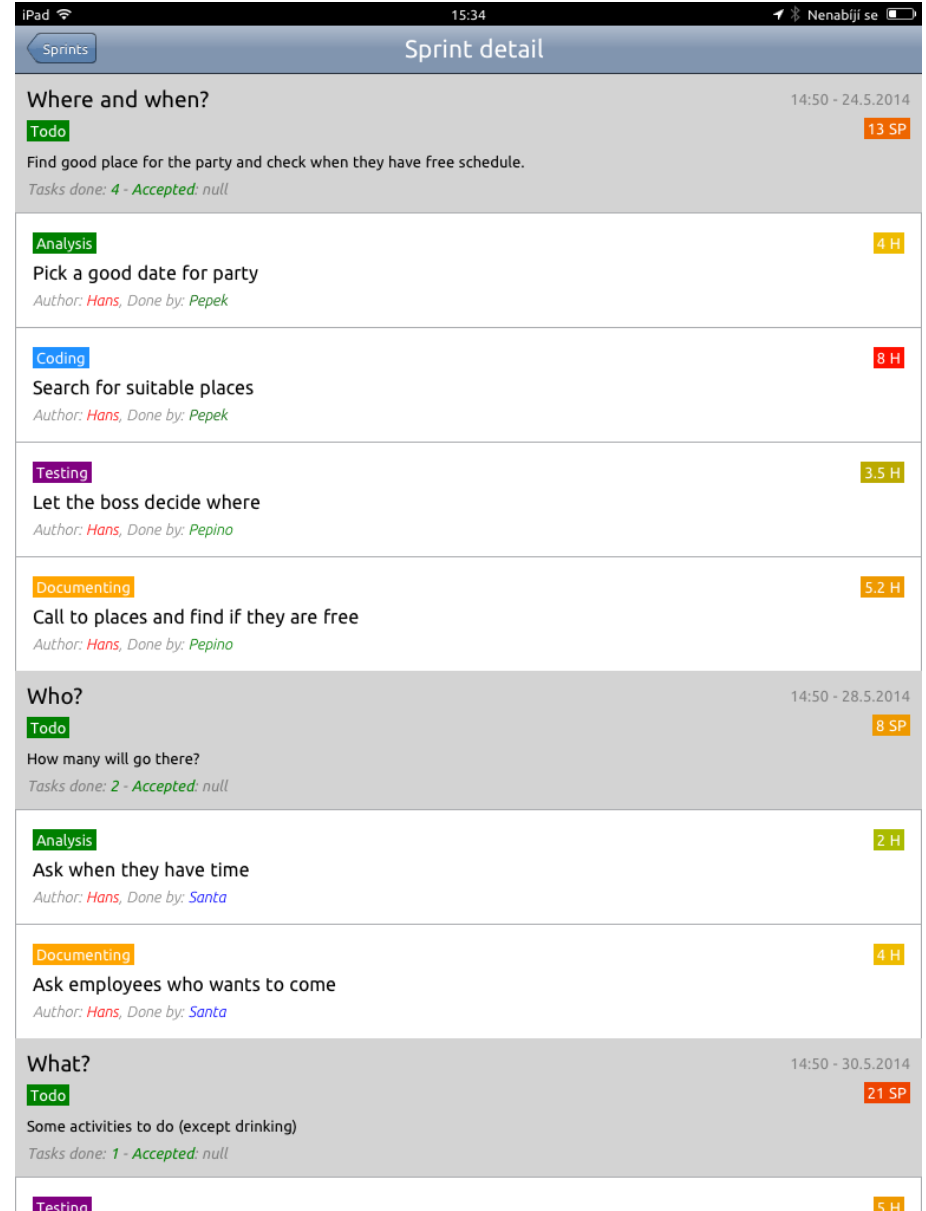 iPad 15:34 Nenabíjí se
Sprints Sprint detail
Where and when? 14:50 - 24.5.2014
Todo 13 SP
Find good place for the party and check when they have free schedule.
Tasks done: 4 - Accepted: null
Analysis 4 H
Pick a good date for party
Author: Hans, Done by: Pepek
Coding 8 H
Search for suitable places
Author: Hans, Done by: Pepek
Testing 3.5 H
Let the boss decide where
Author: Hans, Done by: Pepino
Documenting 5.2 H
Call to places and find if they are free
Author: Hans, Done by: Pepino
Who? 14:50 - 28.5.2014
Todo 8 SP
How many will go there?
Tasks done: 2 - Accepted: null
Analysis 2 H
Ask when they have time
Author: Hans, Done by: Santa
Documenting 4 H
Ask employees who wants to come
Author: Hans, Done by: Santa
What? 14:50 - 30.5.2014
Todo 21 SP
Some activities to do (except drinking)
Tasks done: 1 - Accepted: null
Testing 5 H